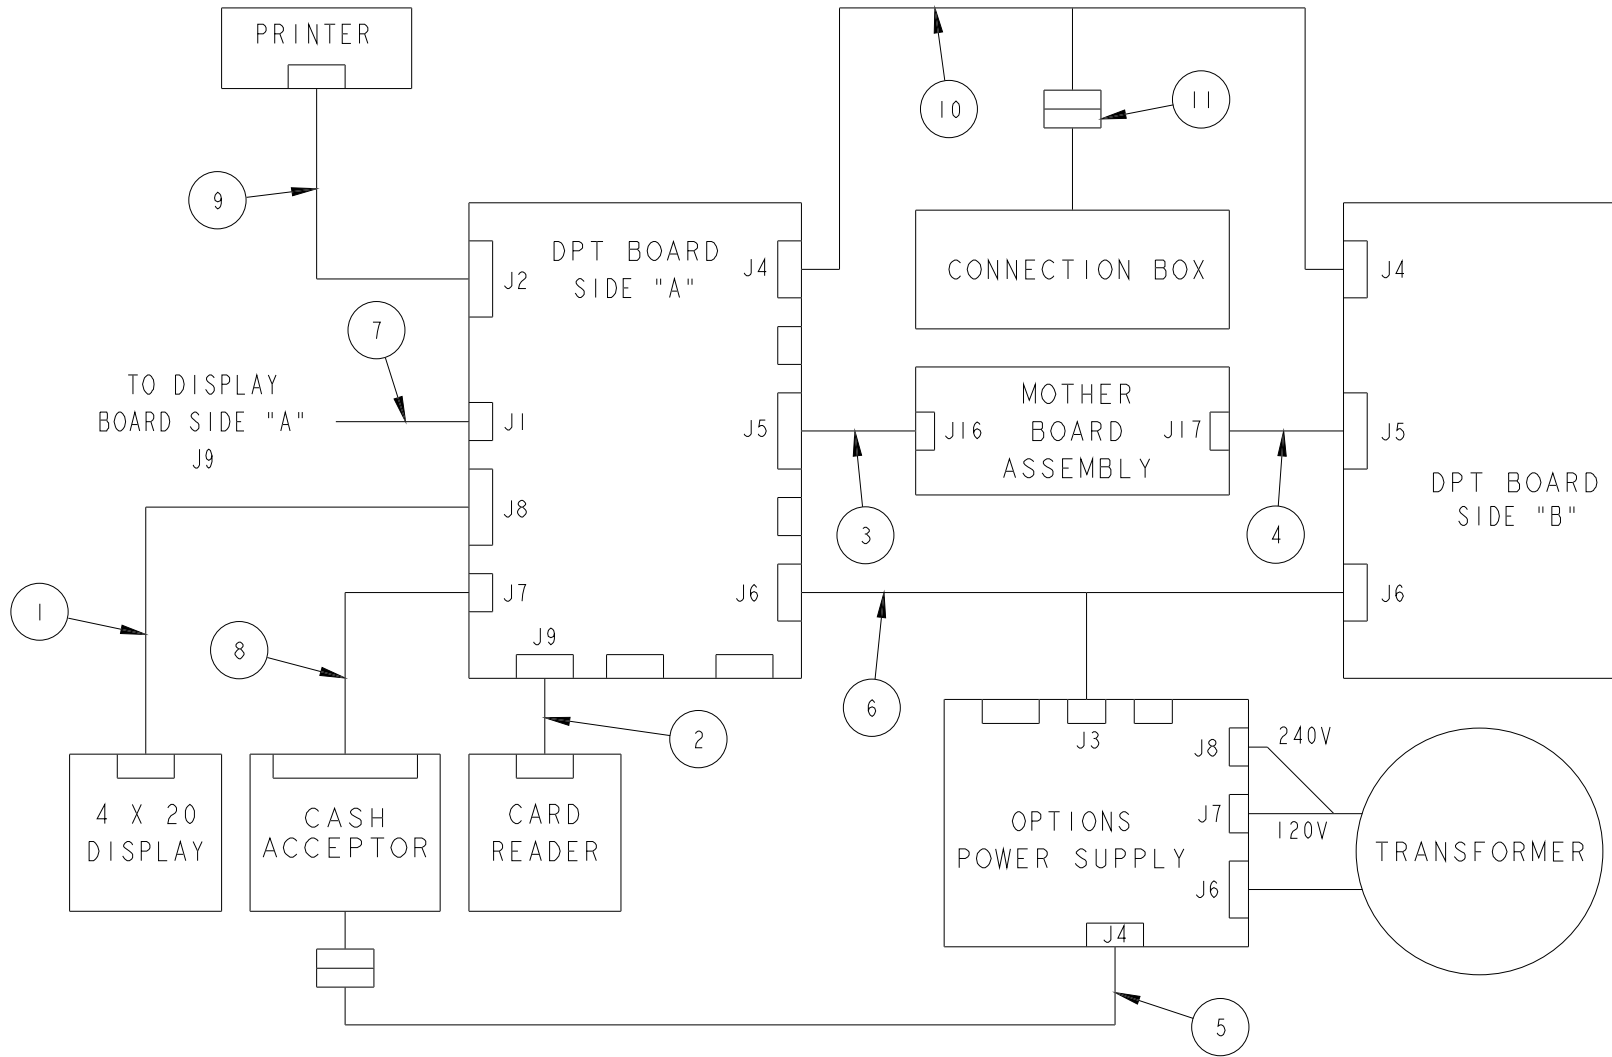 PRINTER
10
11
9
DPT BOARD
SIDE "A"
J4
CONNECTION BOX
J4
J2
7
TO DISPLAY
BOARD SIDE "A"
J9
J1
J5
J16
MOTHER
BOARD
ASSEMBLY
J17
J5
DPT BOARD
SIDE "B"
J8
3
4
J7
J6
J6
1
J9
8
6
2
J3
J8
240V
4 X 20
DISPLAY
CASH
ACCEPTOR
CARD
READER
OPTIONS
POWER SUPPLY
J7
120V
TRANSFORMER
J6
J4
5